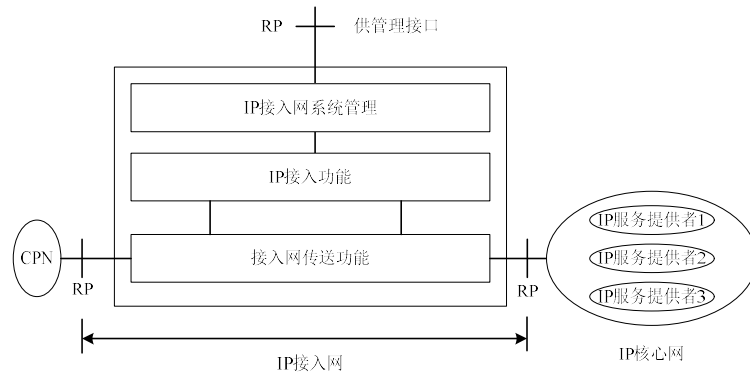 RP
供管理接口
IP接入网系统管理
IP接入功能
接入网传送功能
CPN
RP
RP
IP服务提供者1
IP服务提供者2
IP服务提供者3
IP接入网
IP核心网